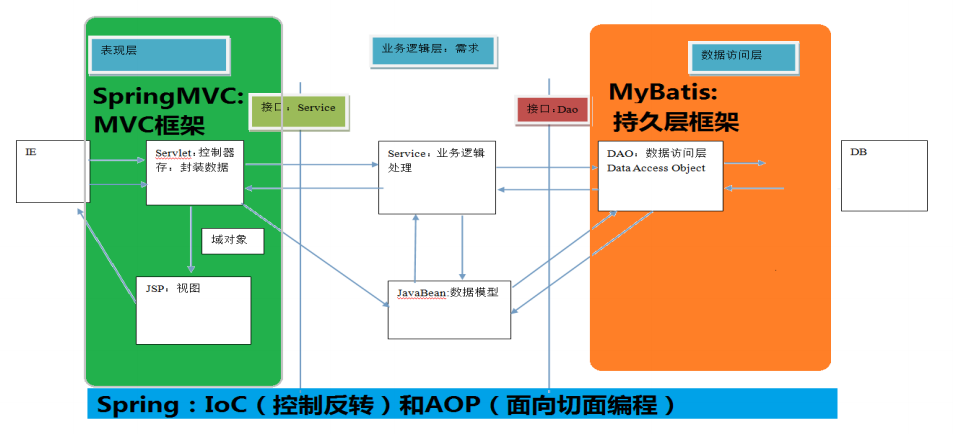 表现层
业务逻辑层：需求
数据访问层
SpringMVC:
MVC框架
接口：Service
接口：Dao
MyBatis:
持久层框架
IE
Servlet：控制器
存：封装数据
Service：业务逻辑
处理
DAO：数据访问层
Data Access Object
DB
域对象
JSP：视图
JavaBean:数据模型
Spring：IoC（控制反转）和AOP（面向切面编程）